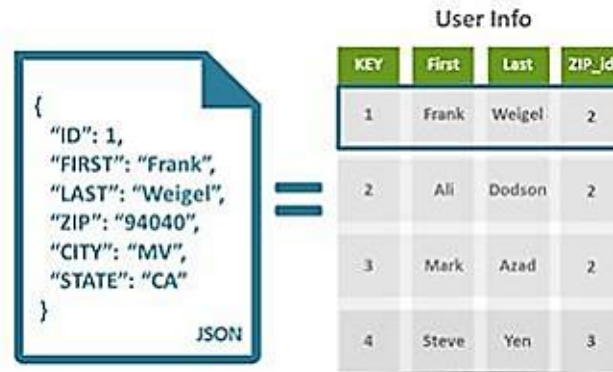 {
"ID": 1,
"FIRST": "Frank",
"LAST": "Weigel",
"ZIP": "94040",
"CITY": "MV",
"STATE": "CA"
}
JSON
=
User Info
KEY First Last ZIP_id
1 Frank Weigel 2
2 Ali Dodson 2
3 Mark Azad 2
4 Steve Yen 3